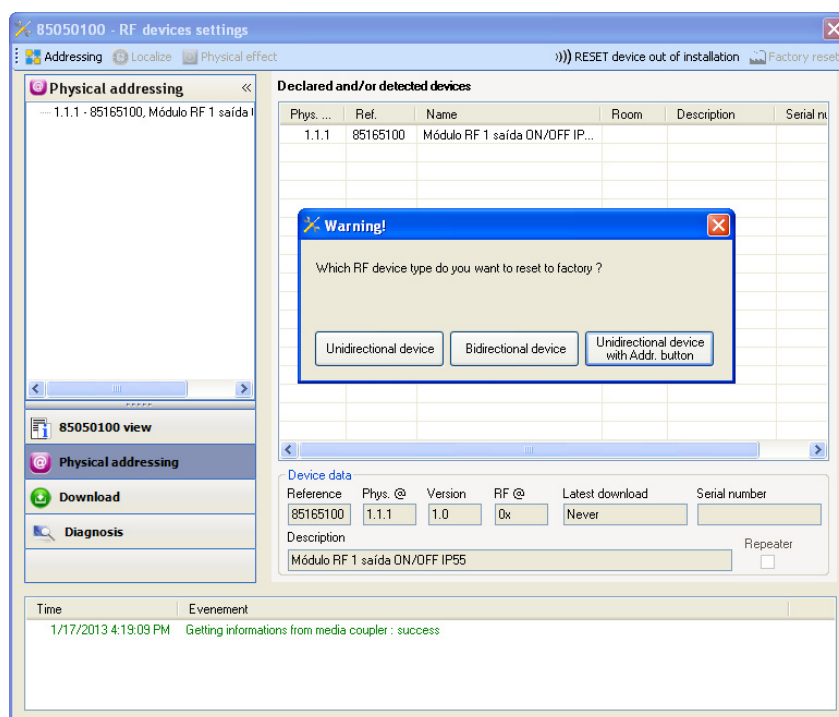 85050100 - RF devices settings
Addressing Localize Physical effect )))) RESET device out of installation Factory reset
Physical addressing «
1.1.1 - 85165100, Módulo RF 1 saída
Declared and/or detected devices
Phys. ... Ref. Name Room Description Serial nu
1.1.1 85165100 Módulo RF 1 saída ON/OFF IP...
Warning!
Which RF device type do you want to reset to factory ?
Unidirectional device
Bidirectional device
Unidirectional device
with Addr. button
85050100 view
Physical addressing
Download
Diagnosis
Device data
Reference Phys. @ Version RF @ Latest download Serial number
85165100 1.1.1 1.0 0x Never
Description
Repeater
Módulo RF 1 saída ON/OFF IP55
Time Evenement
1/17/2013 4:19:09 PM Getting informations from media coupler : success